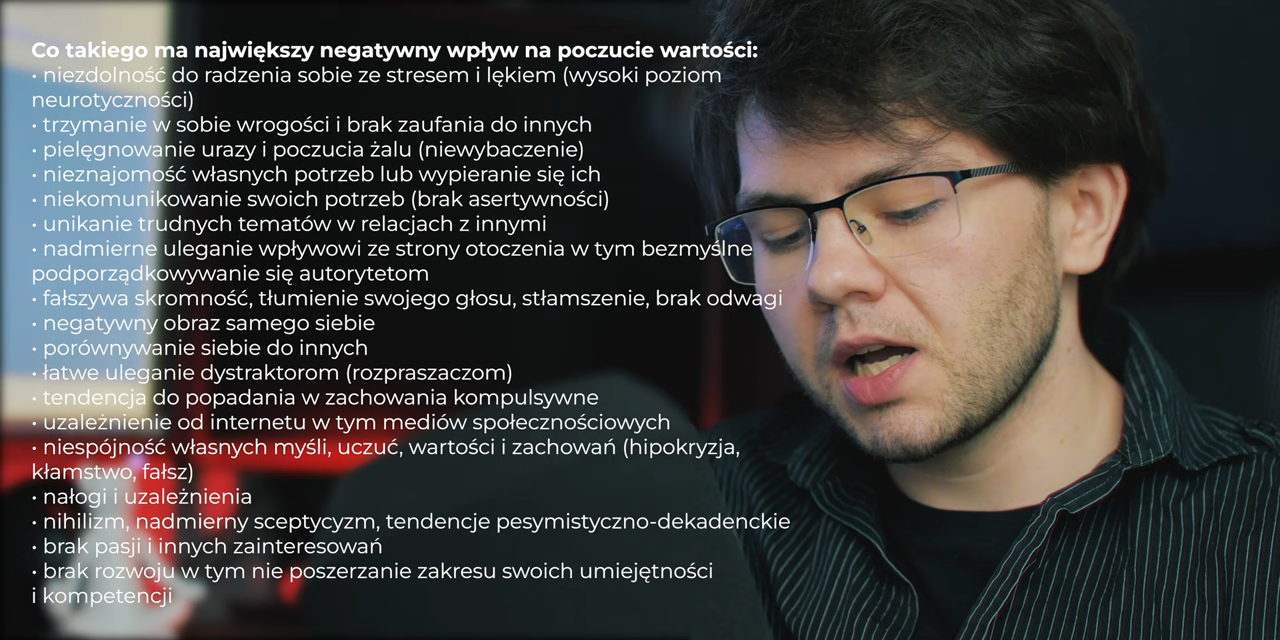 Co takiego ma największy negatywny wpływ na poczucie wartości:
• niezdolność do radzenia sobie ze stresem i lękiem (wysoki poziom
neurotyczności)
• trzymanie w sobie wrogości i brak zaufania do innych
• pielęgnowanie urazy i poczucia żalu (niewybaczenie)
• nieznajomość własnych potrzeb lub wypieranie się ich
• niekomunikowanie swoich potrzeb (brak asertywności)
• unikanie trudnych tematów w relacjach z innymi
• nadmierne uleganie wpływowi ze strony otoczenia w tym bezmyślne
podporządkowywanie się autorytetom
• fałszywa skromność, tłumienie swojego głosu, stłamszenie, brak odwagi
• negatywny obraz samego siebie
• porównywanie siebie do innych
• łatwe uleganie dystraktorom (rozpraszaczom)
• tendencja do popadania w zachowania kompulsywne
• uzależnienie od internetu w tym mediów społecznościowych
• niespójność własnych myśli, uczuć, wartości i zachowań (hipokryzja,
kłamstwo, fałsz)
• nałogi i uzależnienia
• nihilizm, nadmierny sceptycyzm, tendencje pesymistyczno-dekadenckie
• brak pasji i innych zainteresowań
• brak rozwoju w tym nie poszerzanie zakresu swoich umiejętności
i kompetencji